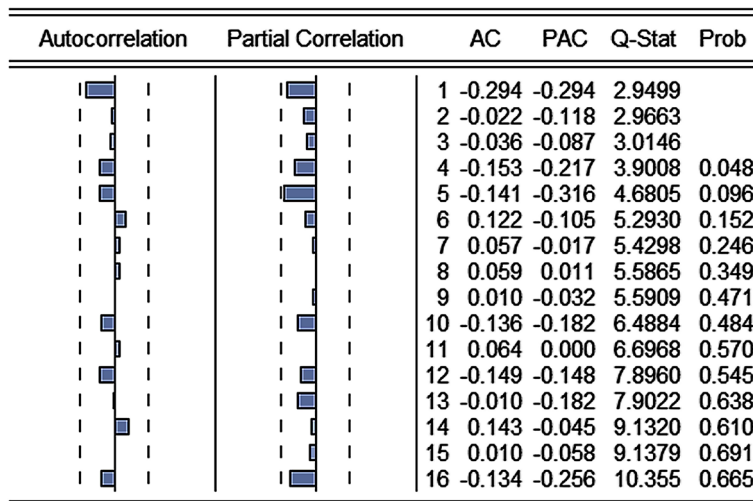 Autocorrelation Partial Correlation AC PAC Q-Stat Prob
1 -0.294 -0.294 2.9499
2 -0.022 -0.118 2.9663
3 -0.036 -0.087 3.0146
4 -0.153 -0.217 3.9008 0.048
5 -0.141 -0.316 4.6805 0.096
6 0.122 -0.105 5.2930 0.152
7 0.057 -0.017 5.4298 0.246
8 0.059 0.011 5.5865 0.349
9 0.010 -0.032 5.5909 0.471
10 -0.136 -0.182 6.4884 0.484
11 0.064 0.000 6.6968 0.570
12 -0.149 -0.148 7.8960 0.545
13 -0.010 -0.182 7.9022 0.638
14 0.143 -0.045 9.1320 0.610
15 0.010 -0.058 9.1379 0.691
16 -0.134 -0.256 10.355 0.665